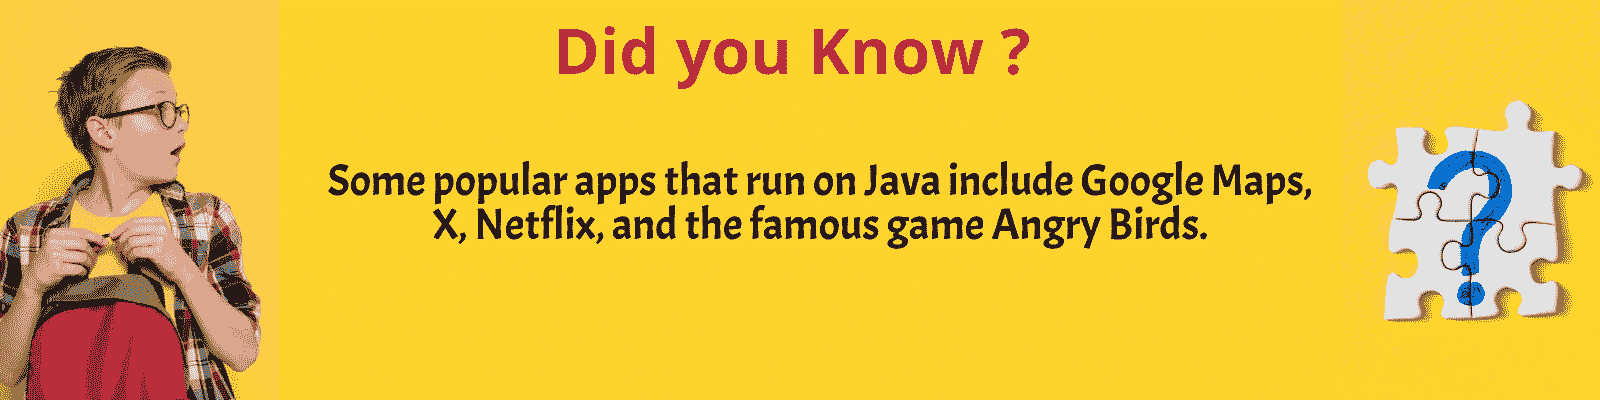 Did you Know ?
Some popular apps that run on Java include Google Maps,
X, Netflix, and the famous game Angry Birds.
?